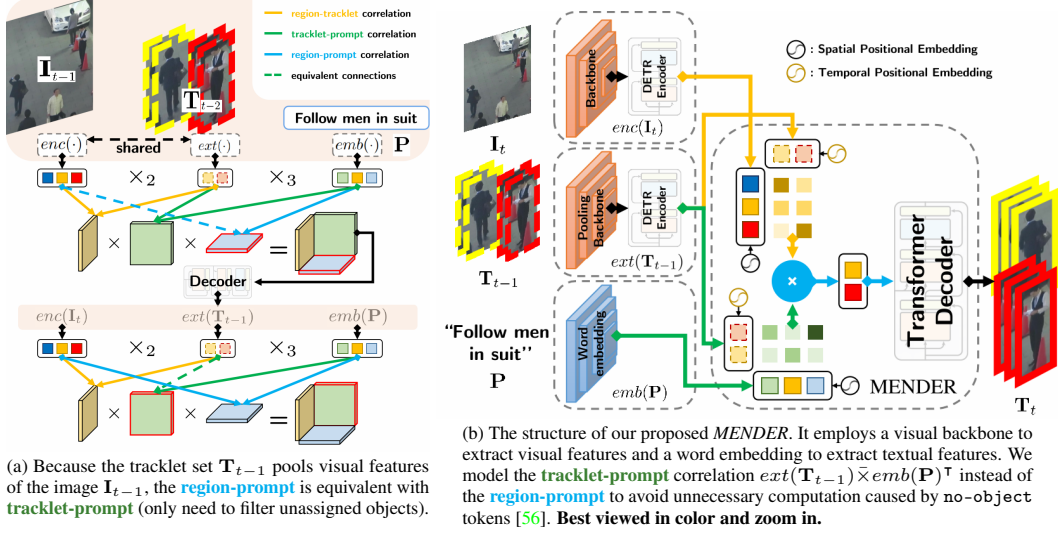 I_{t-1}
T_{t-2}
region-tracklet correlation
tracklet-prompt correlation
region-prompt correlation
equivalent connections
Follow men in suit
enc(·)
shared
ext(·)
emb(·)
P
×₂
×₃
×
×
=
Decoder
enc(I_t)
ext(T_{t-1})
emb(P)
×₂
×₃
×
×
=
(a) Because the tracklet set T_{t-1} pools visual features
of the image I_{t-1}, the region-prompt is equivalent with
tracklet-prompt (only need to filter unassigned objects).
I_t
Backbone
DETR
Encoder
enc(I_t)
T_{t-1}
Pooling
Backbone
DETR
Encoder
ext(T_{t-1})
"Follow men
in suit"
P
Word
embedding
emb(P)
: Spatial Positional Embedding
: Temporal Positional Embedding
×
Transformer
Decoder
MENDER
T_t
(b) The structure of our proposed MENDER. It employs a visual backbone to
extract visual features and a word embedding to extract textual features. We
model the tracklet-prompt correlation ext(T_{t-1})×̄emb(P)ᵀ instead of
the region-prompt to avoid unnecessary computation caused by no-object
tokens [56]. Best viewed in color and zoom in.